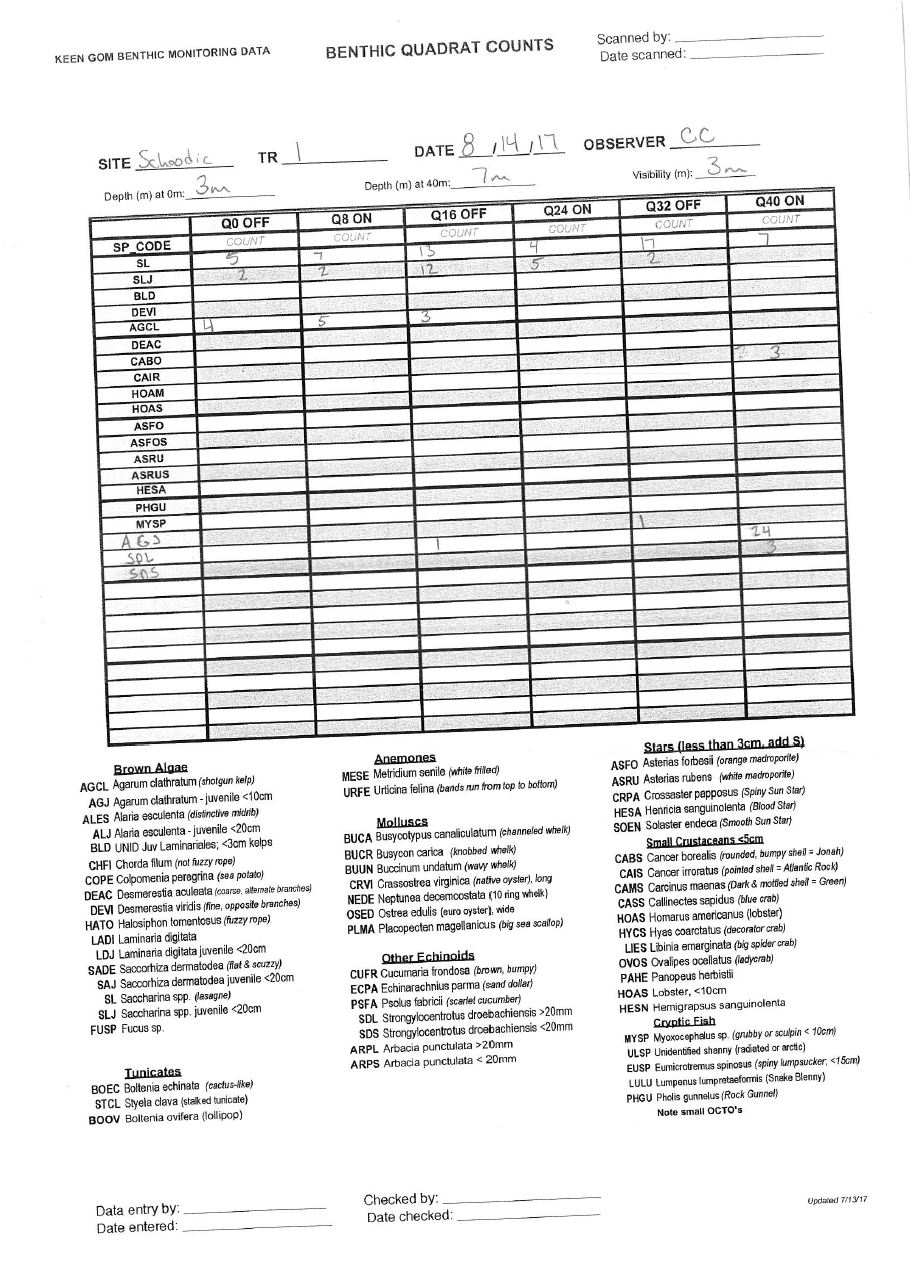 KEEN GOM BENTHIC MONITORING DATA BENTHIC QUADRAT COUNTS Scanned by:
Date scanned:
SITE Schoodic TR 1 DATE 8 /14/17 OBSERVER CC
Depth (m) at 0m: 3m Depth (m) at 40m: 7m Visibility (m): 3m
Q0 OFF Q8 ON Q16 OFF Q24 ON Q32 OFF Q40 ON
SP_CODE COUNT COUNT COUNT COUNT COUNT COUNT
SL 5 7 13 4 17 7
SLJ 2 2 12 5 2
BLD
DEVI
AGCL 4 5 3
DEAC
CABO 3
CAIR
HOAM
HOAS
ASFO
ASFOS
ASRU
ASRUS
HESA
PHGU
MYSP 1
AGJ 1 24
SDL 3
SDS
Brown Algae
AGCL Agarum clathratum (shotgun kelp)
AGJ Agarum clathratum - juvenile <10cm
ALES Alaria esculenta (distinctive midrib)
ALJ Alaria esculenta - juvenile <20cm
BLD UNID Juv Laminariales; <3cm kelps
CHFI Chorda filum (not fuzzy rope)
COPE Colpomenia peregrina (sea potato)
DEAC Desmerestia aculeata (coarse, alternate branches)
DEVI Desmerestia viridis (fine, opposite branches)
HATO Halosiphon tomentosus (fuzzy rope)
LADI Laminaria digitata
LDJ Laminaria digitata juvenile <20cm
SADE Saccorhiza dermatodea (flat & scuzzy)
SAJ Saccorhiza dermatodea juvenile <20cm
SL Saccharina spp. (lasagne)
SLJ Saccharina spp. juvenile <20cm
FUSP Fucus sp.
Tunicates
BOEC Boltenia echinata (cactus-like)
STCL Styela clava (stalked tunicate)
BOOV Boltenia ovifera (lollipop)
Anemones
MESE Metridium senile (white frilled)
URFE Urticina felina (bands run from top to bottom)
Molluscs
BUCA Busycotypus canaliculatum (channeled whelk)
BUCR Busycon carica (knobbed whelk)
BUUN Buccinum undatum (wavy whelk)
CRVI Crassostrea virginica (native oyster), long
NEDE Neptunea decemcostata (10 ring whelk)
OSED Ostrea edulis (euro oyster), wide
PLMA Placopecten magellanicus (big sea scallop)
Other Echinoids
CUFR Cucumaria frondosa (brown, bumpy)
ECPA Echinarachnius parma (sand dollar)
PSFA Psolus fabricii (scarlet cucumber)
SDL Strongylocentrotus droebachiensis >20mm
SDS Strongylocentrotus droebachiensis <20mm
ARPL Arbacia punctulata >20mm
ARPS Arbacia punctulata < 20mm
Stars (less than 3cm, add S)
ASFO Asterias forbesii (orange madroporite)
ASRU Asterias rubens (white madroporite)
CRPA Crossaster papposus (Spiny Sun Star)
HESA Henricia sanguinolenta (Blood Star)
SOEN Solaster endeca (Smooth Sun Star)
Small Crustaceans <5cm
CABS Cancer borealis (rounded, bumpy shell = Jonah)
CAIS Cancer irroratus (pointed shell = Atlantic Rock)
CAMS Carcinus maenas (Dark & mottled shell = Green)
CASS Callinectes sapidus (blue crab)
HOAS Homarus americanus (lobster)
HYCS Hyas coarctatus (decorator crab)
LIES Libinia emarginata (big spider crab)
OVOS Ovalipes ocellatus (ladycrab)
PAHE Panopeus herbistii
HOAS Lobster, <10cm
HESN Hemigrapsus sanguinolenta
Cryptic Fish
MYSP Myoxocephalus sp. (grubby or sculpin < 10cm)
ULSP Unidentified shanny (radiated or arctic)
EUSP Eumicrotremus spinosus (spiny lumpsucker, <15cm)
LULU Lumpenus lumpretaeformis (Snake Blenny)
PHGU Pholis gunnelus (Rock Gunnel)
Note small OCTO's
Data entry by: Checked by: Updated 7/13/17
Date entered: Date checked: